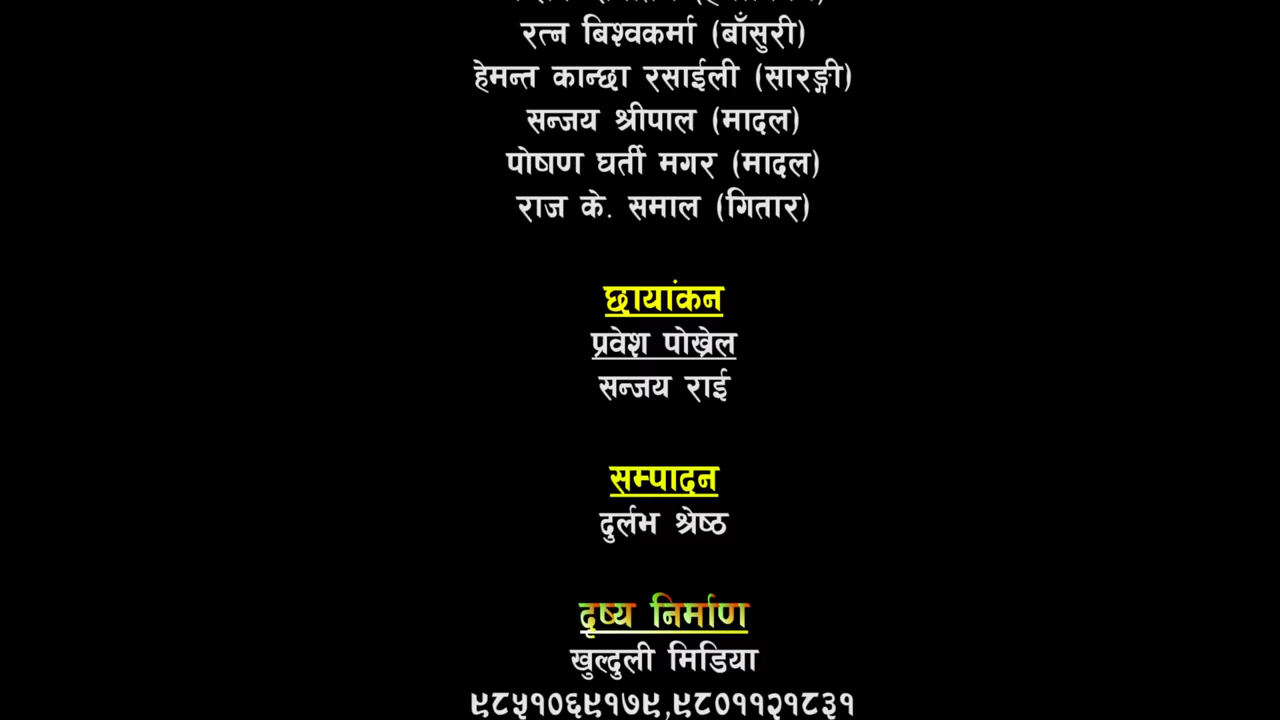 रत्न बिश्वकर्मा (बाँसुरी)
हेमन्त कान्छा रसाईली (सारङ्गी)
सन्जय श्रीपाल (मादल)
पोषण घर्ती मगर (मादल)
राज के. समाल (गितार)
छायांकन
प्रवेश पोख्रेल
सन्जय राई
सम्पादन
दुर्लभ श्रेष्ठ
दृष्य निर्माण
खुल्दुली मिडिया
९८५१०६९१७९,९८०११२१८३१